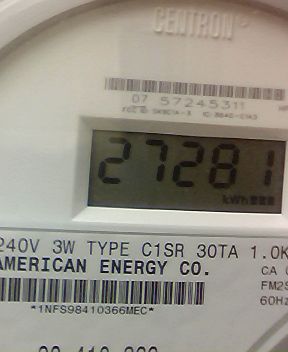 CENTRON
07 57245311
27281
kWh
240V 3W TYPE C1SR 30TA 1.0K
AMERICAN ENERGY CO.
CA
FM2S
60Hz
*1NFS98410366MEC*